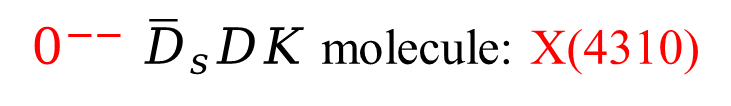 0⁻⁻ D̅ₛDK molecule: X(4310)